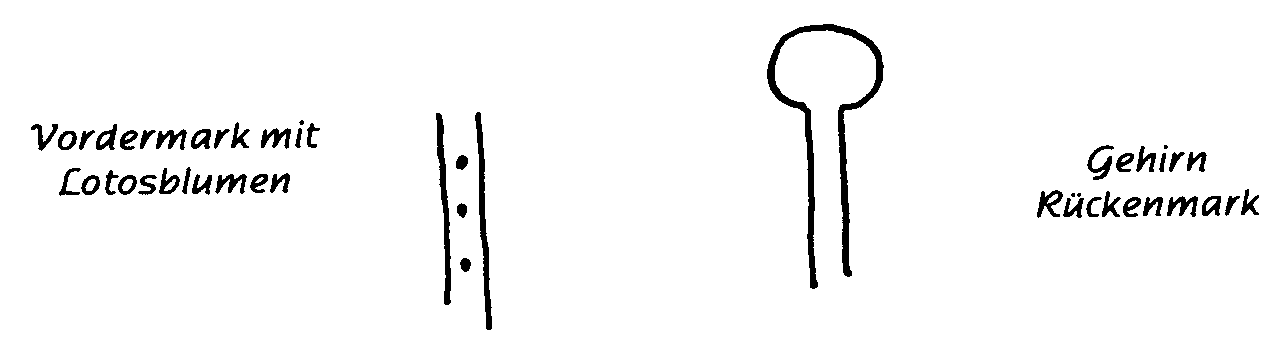 Vordermark mit
Lotosblumen
Gehirn
Rückenmark